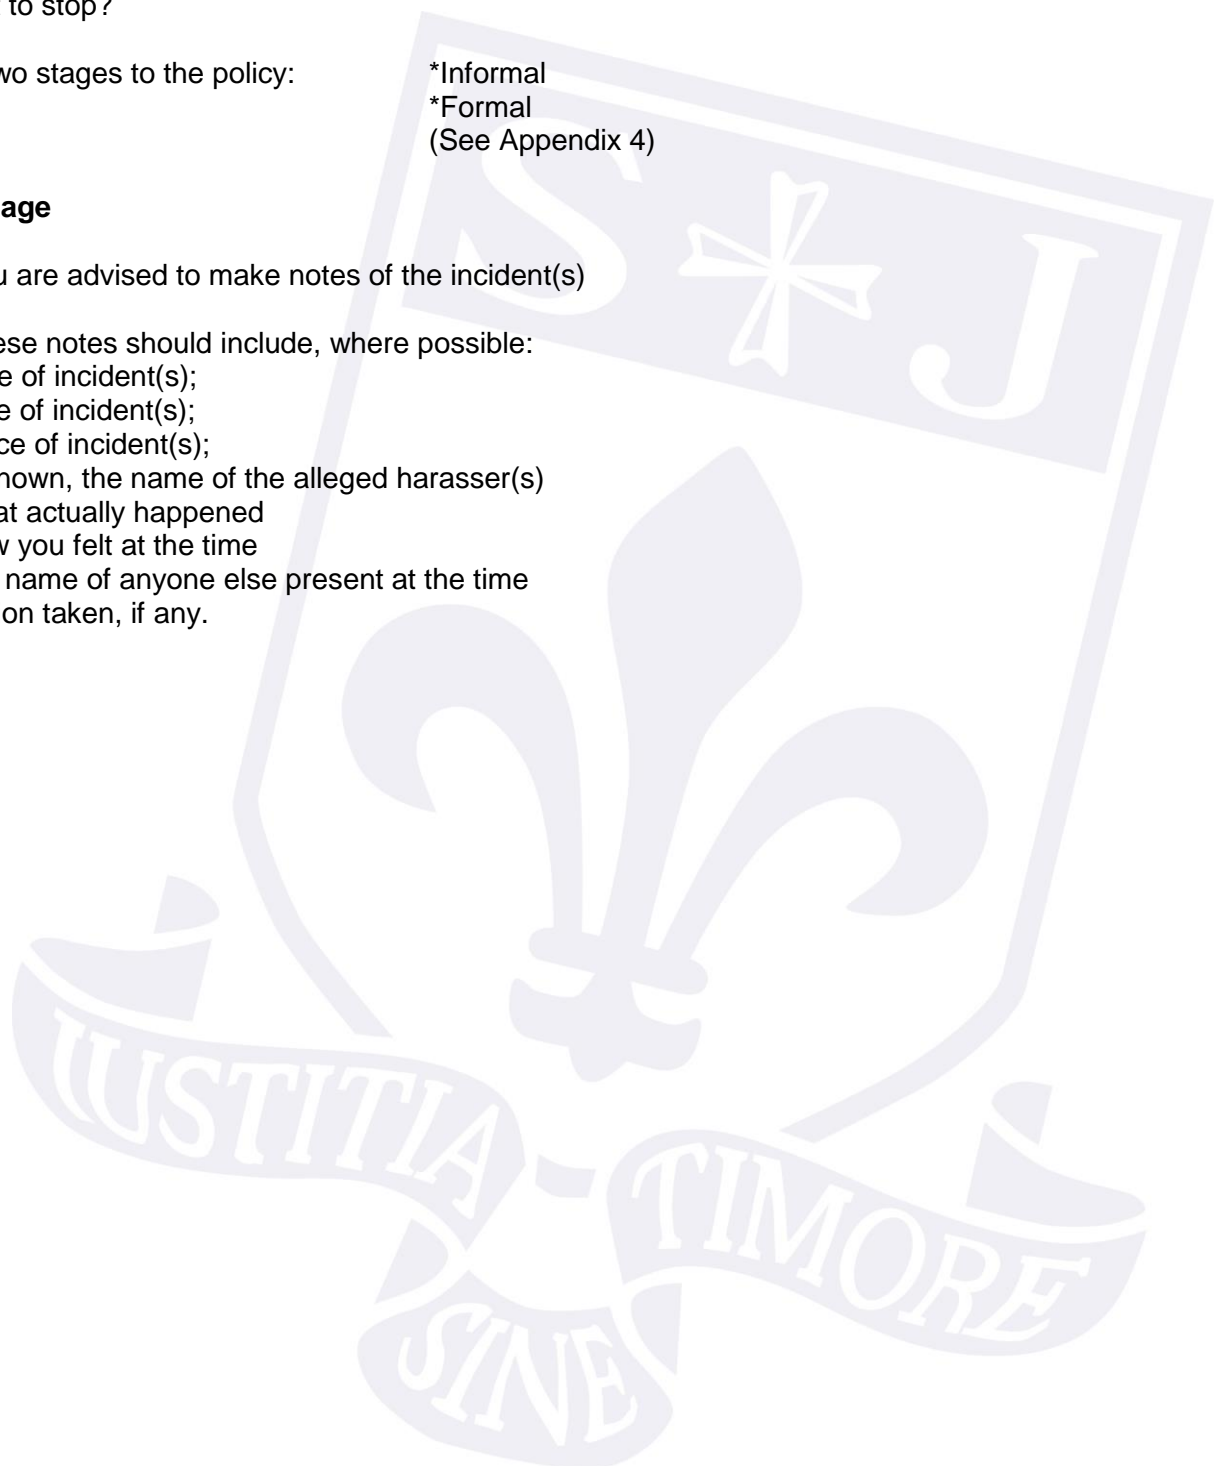 to stop?
wo stages to the policy: *Informal
*Formal
(See Appendix 4)
age
u are advised to make notes of the incident(s)
ese notes should include, where possible:
e of incident(s);
e of incident(s);
ce of incident(s);
nown, the name of the alleged harasser(s)
at actually happened
w you felt at the time
name of anyone else present at the time
on taken, if any.
S J
IUSTITIA
SINE
TIMORE